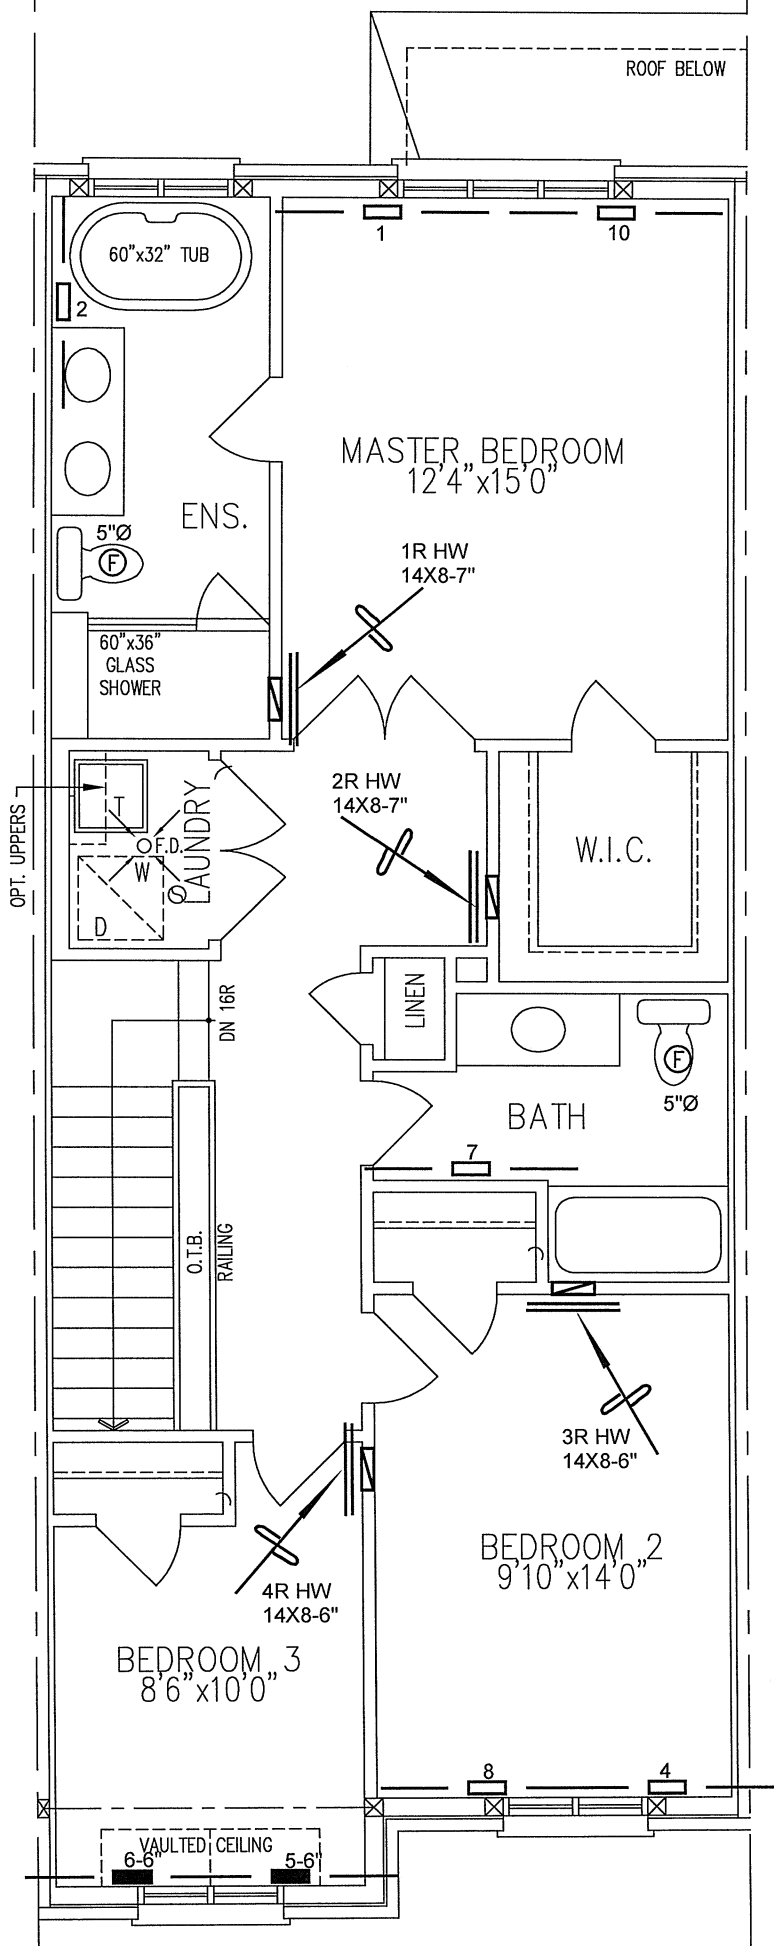 ROOF BELOW
1
10
60"x32" TUB
2
MASTER BEDROOM
12'4"x15'0"
ENS.
5"Ø
F
1R HW
14X8-7"
60"x36"
GLASS
SHOWER
2R HW
14X8-7"
OPT. UPPERS
T
F.D.
W
S
D
LAUNDRY
W.I.C.
LINEN
DN 16R
F
5"Ø
BATH
7
O.T.B.
RAILING
3R HW
14X8-6"
BEDROOM 2
9'10"x14'0"
4R HW
14X8-6"
BEDROOM 3
8'6"x10'0"
8
4
VAULTED CEILING
6-6"
5-6"